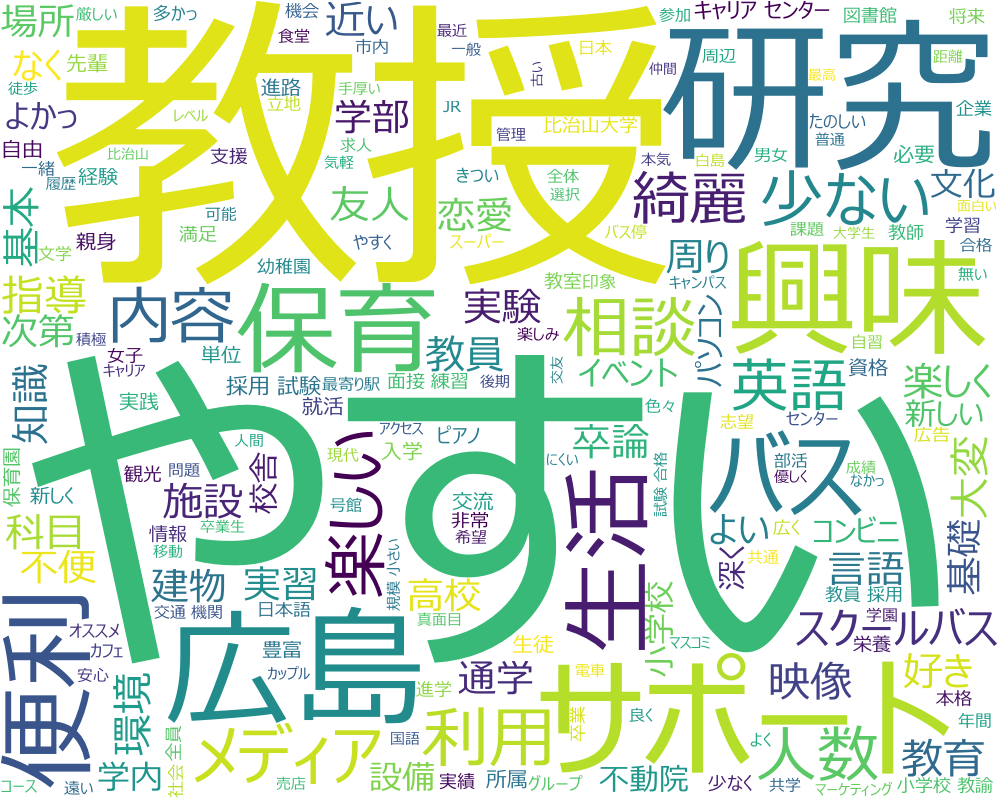 場所
多かっ
機会
近い
厳しい
教授
研究
参加
キャリア センター
図書館
将来
食堂
市内
最近
一般
日本
占い
仲間
周辺
距離
なく
先輩
徒歩
進路
立地
手厚い
JR
学部
よかっ
レベル
求人
気軽
管理
比治山大学
最高
たのしい
普通
企業
自由
比治山
支援
一緒
履歴
経験
友人
恋愛
きつい
全体
選択
本気
白島
綺麗
男女
少ない
必要
文化
面白い
基本
文学
親身
可能
満足
やすく
スーパー
バス停
周り
課題
大学生
教師
学習
合格
幼稚園
教室印象
キャンパス
無い
指導
内容
保育
実験
相談
興味
次第
積極
楽しみ
パソコン
自習
女子
キャリア
単位
教員
イベント
英語
資格
楽しく
知識
実践
採用 試験
最寄り駅
面接 練習
後期
交友
新しい
就活
色々
志望
センター
広告
やすい
アクセス
ピアノ
卒論
バス
大変
保育園
人間
現代
入学
にくい
部活
優しく
成績
なかっ
新しく
観光
問題
校舎
楽しい
号館
交流
非常
希望
試験 合格
生活
よい
広く
コンビニ
科目
施設
情報
卒業生
深く
共通
基礎
不便
移動
建物
実習
高校
規模 小さい
言語
教員 採用
交通 機関
日本語
真面目
小学校
学園
栄養
便利
オススメ
カフェ
安心
広島
豊富
カップル
生徒
マスコミ
スクールバス
環境
進学
通学
電車
サポート
映像
好き
本格
メディア
利用
卒業
良く
人数
年間
国語
よく
教育
コース
遠い
学内
社会 全員
売店
設備
実績
所属
グループ
不動院
少なく
共学
マーケティング
小学校 教諭